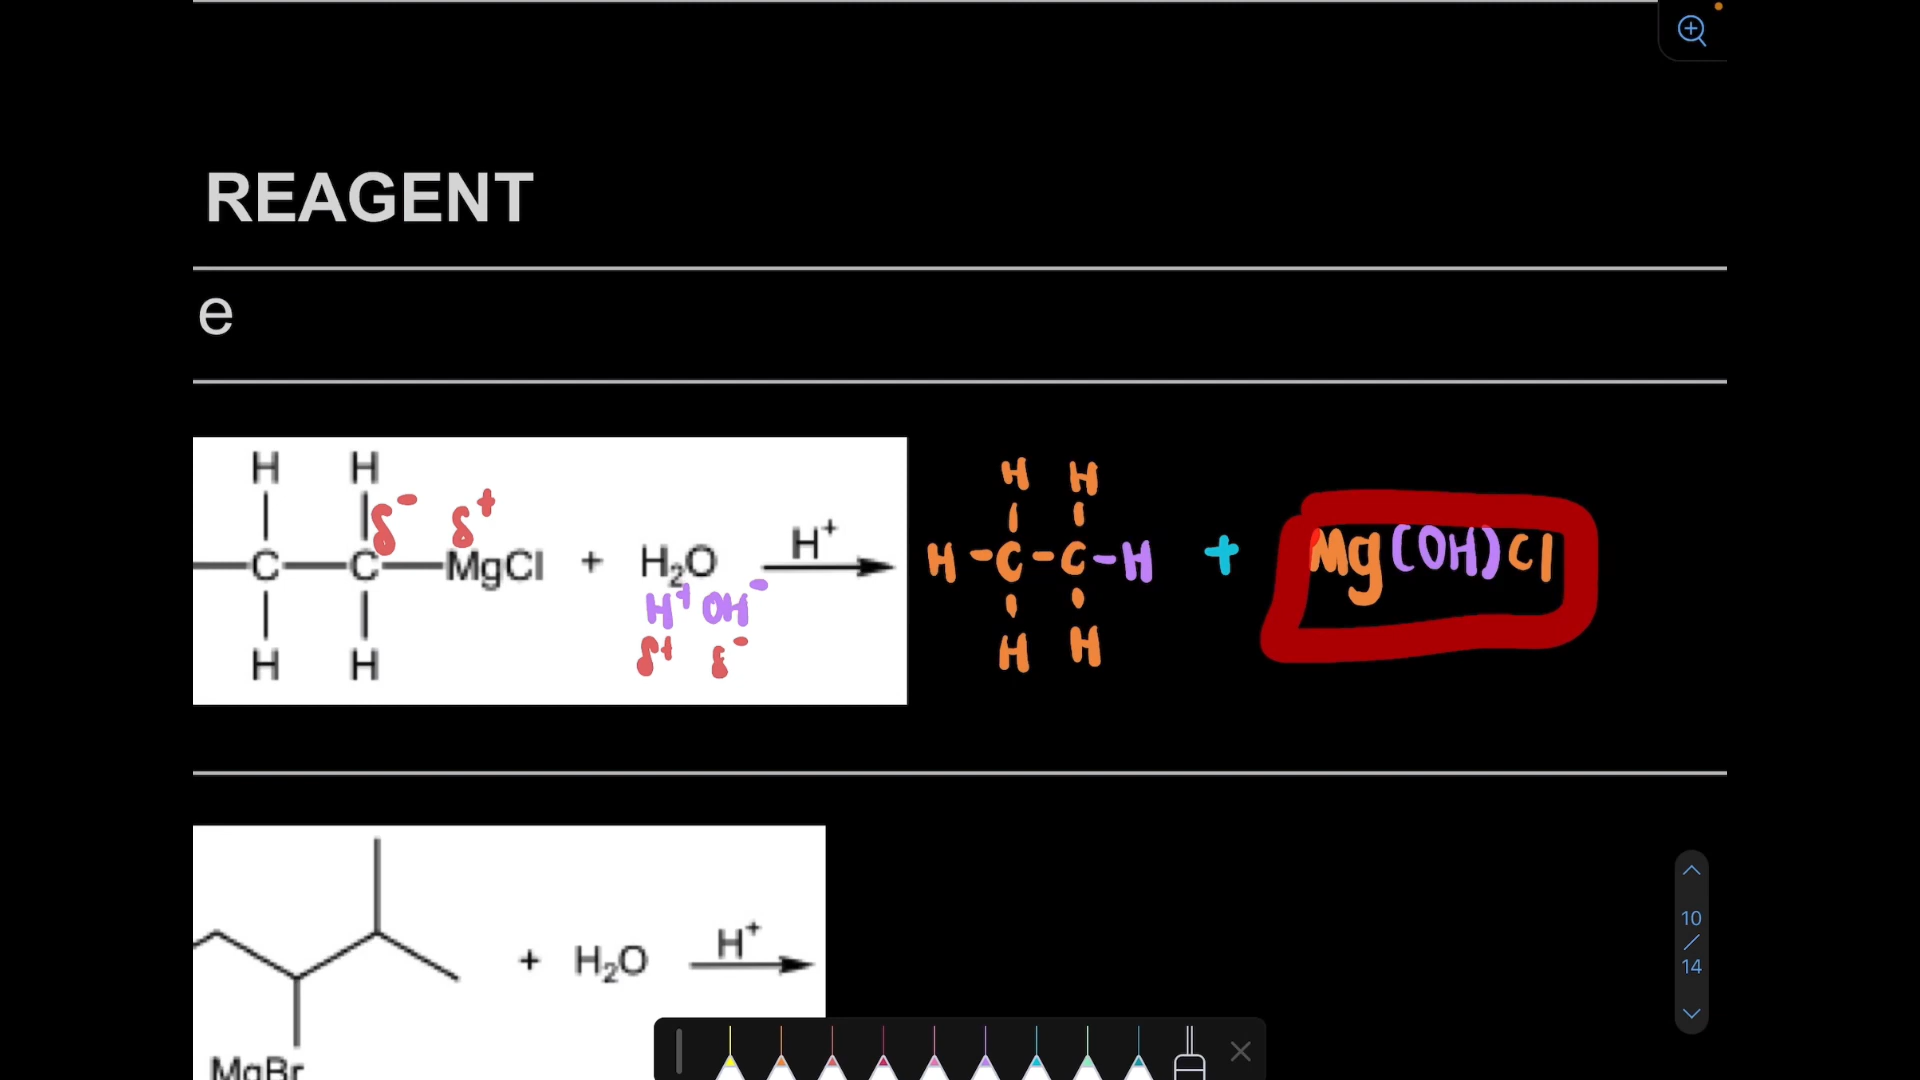 REAGENT
e
H H H H
δ⁻ δ⁺
C C MgCl + H₂O H⁺ H-C-C-H + Mg(OH)Cl
H⁺ OH⁻
δ⁺ δ⁻
H H H H
+ H₂O H⁺
MgBr
10
/
14